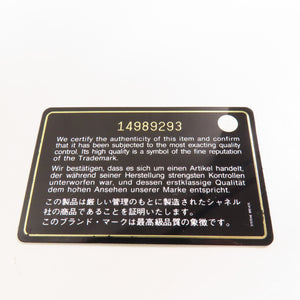 14989293
We certify the authenticity of this item and confirm
that it has been subjected to the most exacting quality
control. Its high quality is a symbol of the fine reputation
of the Trademark.
Wir bestätigen, dass es sich um einen Artikel handelt,
der während seiner Herstellung strengsten Kontrollen
unterworfen war, und dessen erstklassige Qualität
dem hohen Ansehen unserer Marke entspricht.
この製品は厳しい管理のもとに製造されたシャネル
社の商品であることを証明いたします。
このブランド・マークは最高級品質の象徴です。